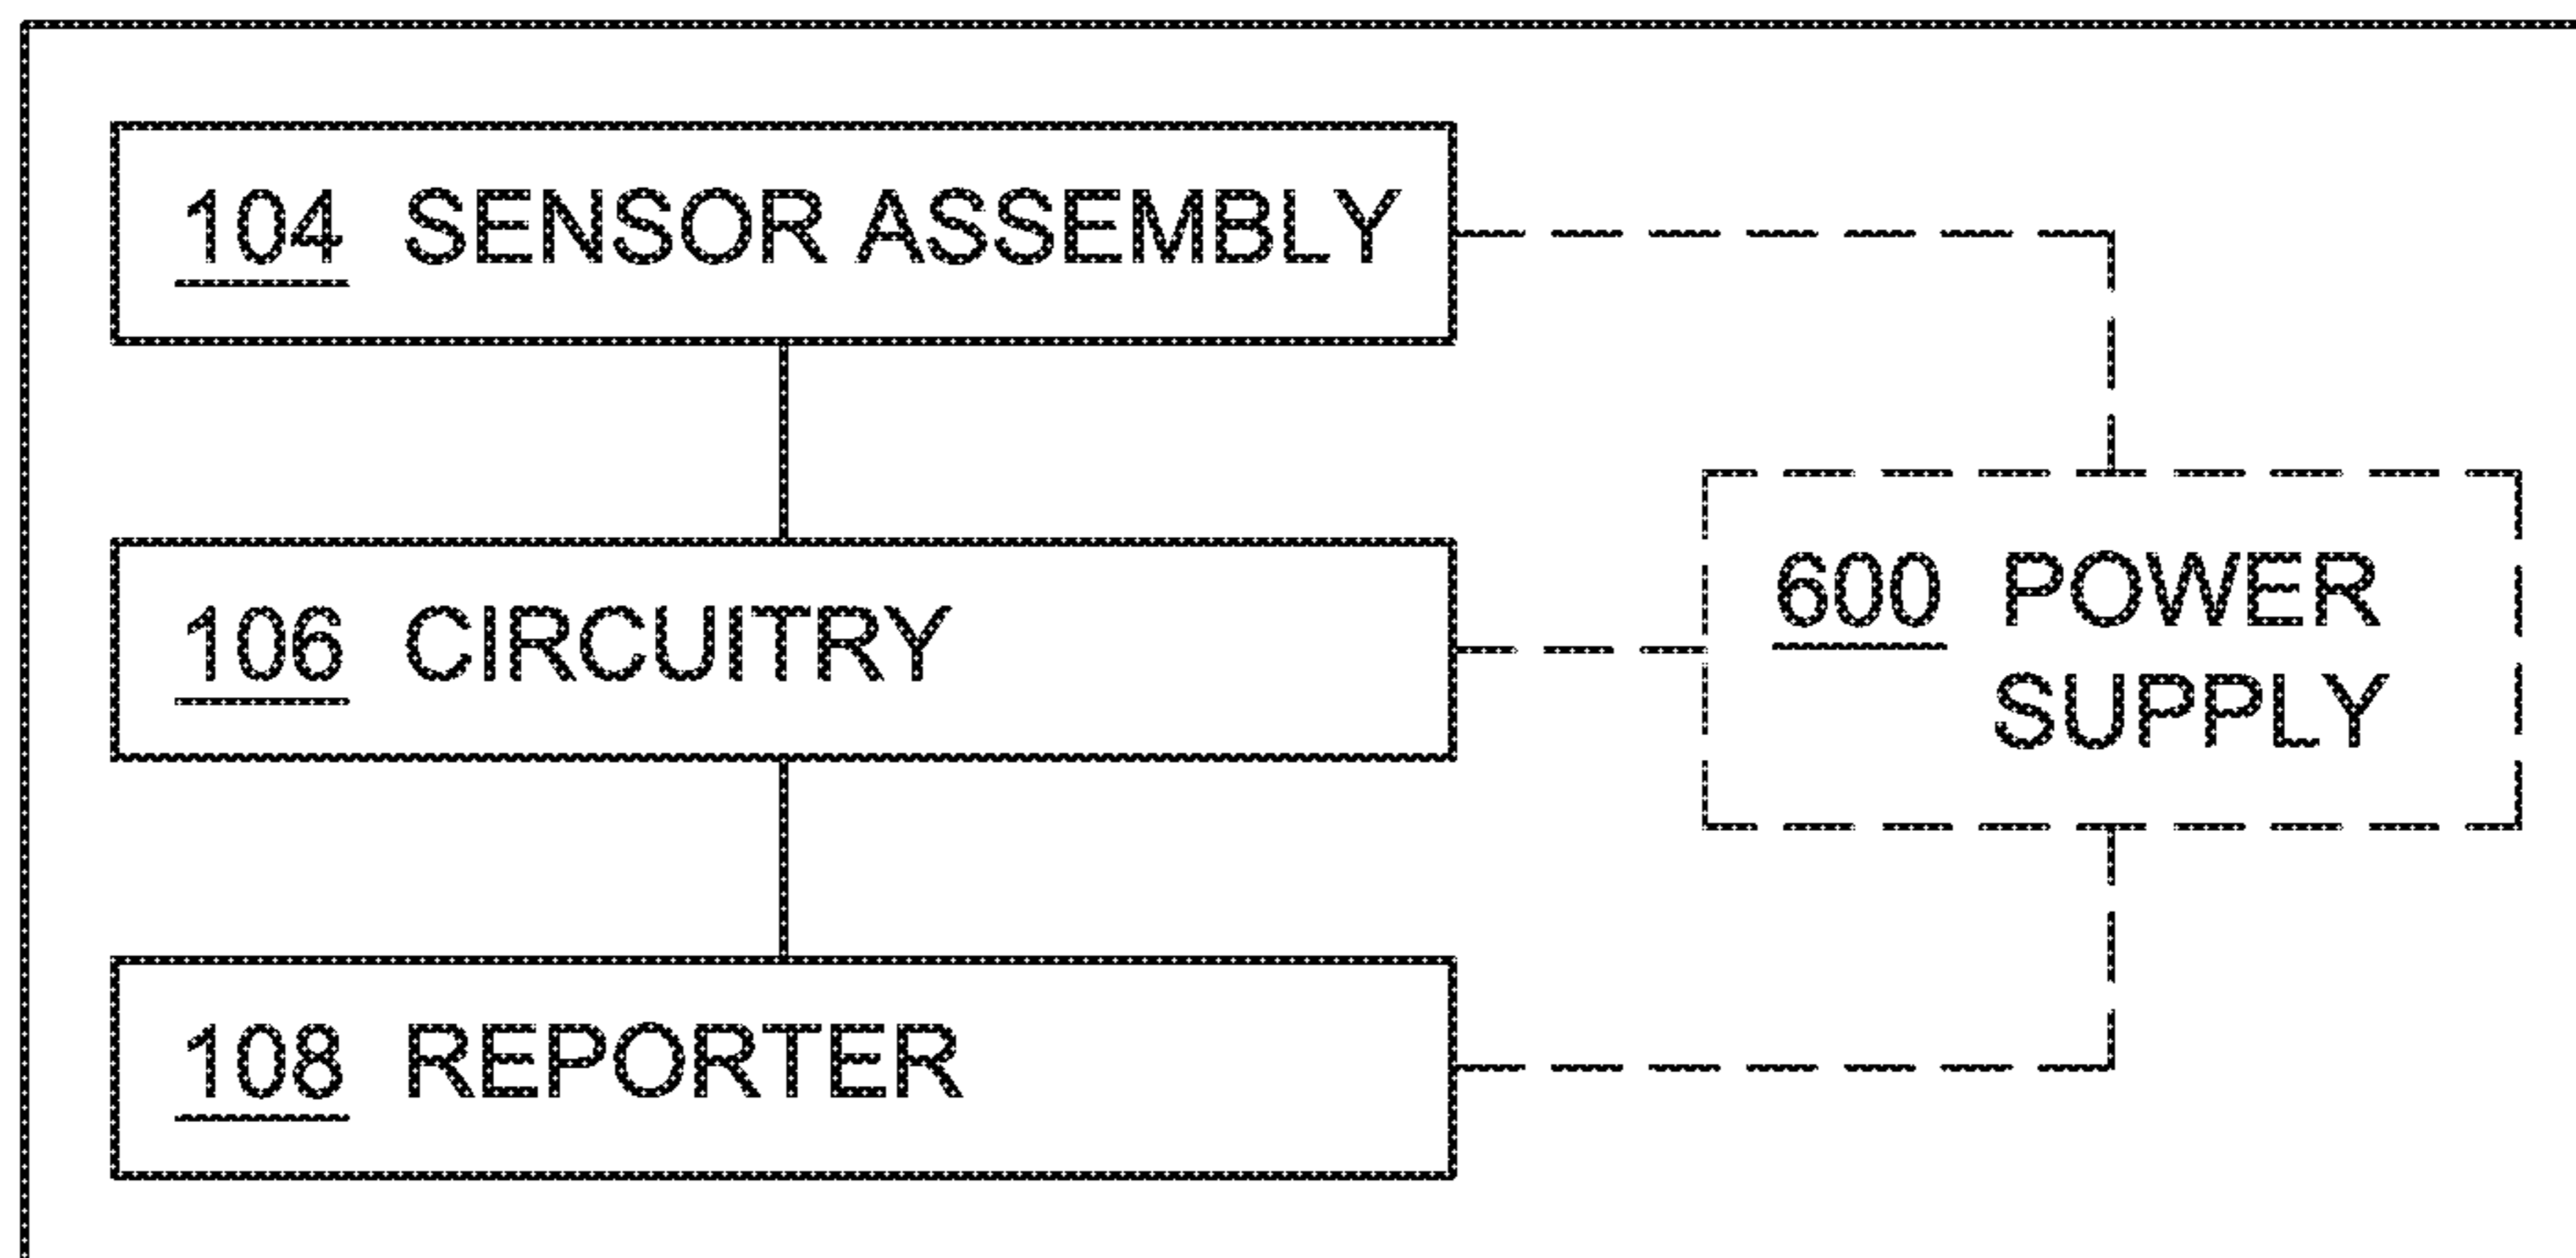 104 SENSOR ASSEMBLY
106 CIRCUITRY
600 POWER
SUPPLY
108 REPORTER